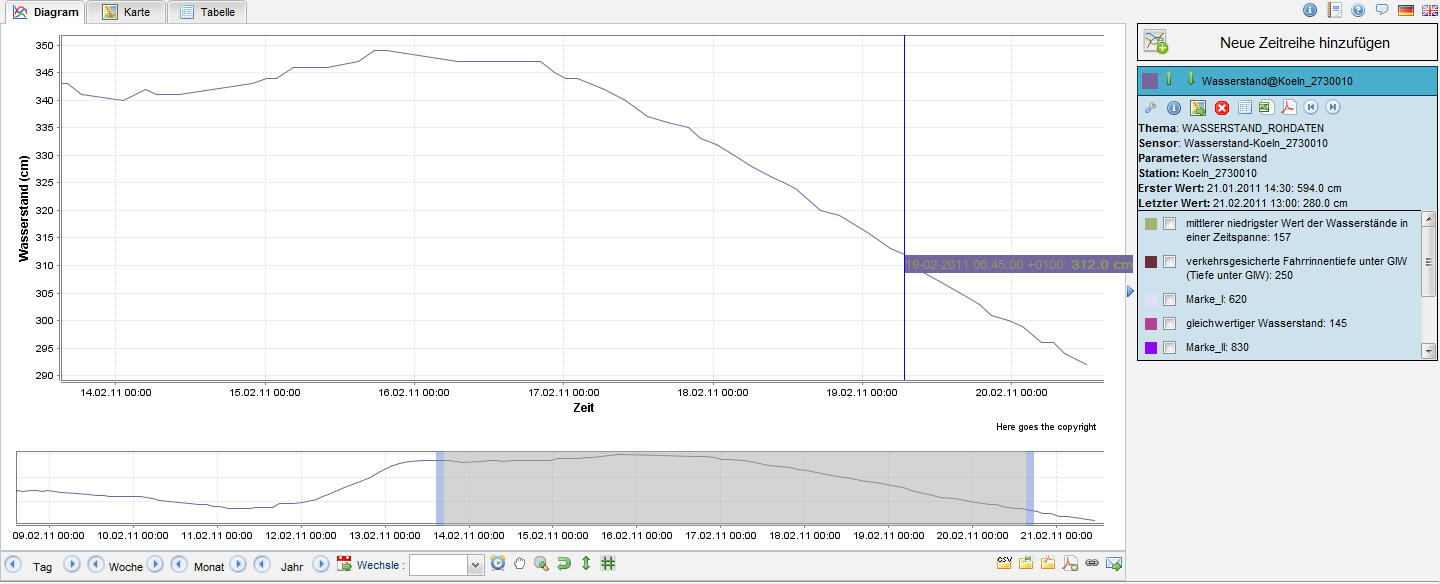 Diagram Karte Tabelle
350
345
340
335
330
325
320
315
310
305
300
295
290
Wasserstand (cm)
19-02-2011 06:45:00 +0100: 312.0 cm
14.02.11 00:00 15.02.11 00:00 16.02.11 00:00 17.02.11 00:00 18.02.11 00:00 19.02.11 00:00 20.02.11 00:00
Zeit
Here goes the copyright
09.02.11 00:00 10.02.11 00:00 11.02.11 00:00 12.02.11 00:00 13.02.11 00:00 14.02.11 00:00 15.02.11 00:00 16.02.11 00:00 17.02.11 00:00 18.02.11 00:00 19.02.11 00:00 20.02.11 00:00 21.02.11 00:00
Tag Woche Monat Jahr Wechsle :
CSV
Neue Zeitreihe hinzufügen
Wasserstand@Koeln_2730010
Thema: WASSERSTAND_ROHDATEN
Sensor: Wasserstand-Koeln_2730010
Parameter: Wasserstand
Station: Koeln_2730010
Erster Wert: 21.01.2011 14:30: 594.0 cm
Letzter Wert: 21.02.2011 13:00: 280.0 cm
mittlerer niedrigster Wert der Wasserstände in
einer Zeitspanne: 157
verkehrsgesicherte Fahrrinnentiefe unter GlW
(Tiefe unter GlW): 250
Marke_I: 620
gleichwertiger Wasserstand: 145
Marke_II: 830